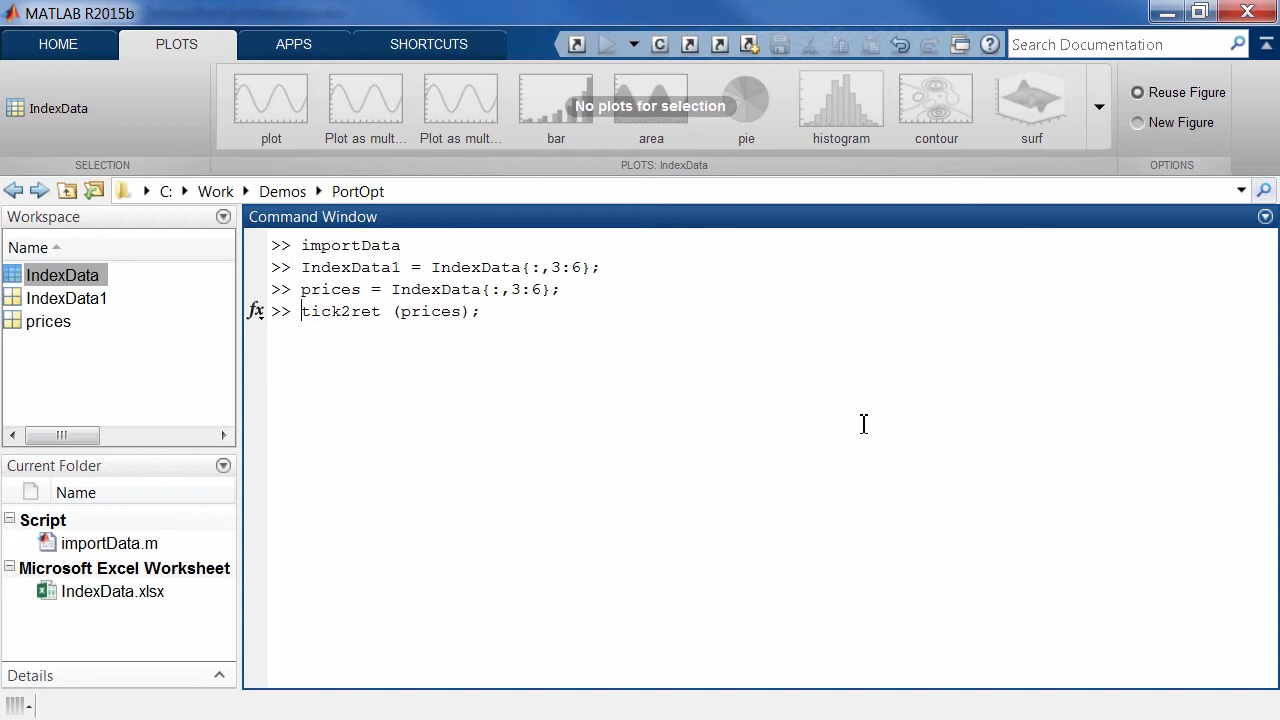 MATLAB R2015b
HOME
PLOTS
APPS
SHORTCUTS
Search Documentation
IndexData
plot
Plot as mult...
Plot as mult...
bar
area
pie
histogram
contour
surf
No plots for selection
Reuse Figure
New Figure
SELECTION
PLOTS: IndexData
OPTIONS
C:
Work
Demos
PortOpt
Workspace
Name
IndexData
IndexData1
prices
Current Folder
Name
Script
importData.m
Microsoft Excel Worksheet
IndexData.xlsx
Details
Command Window
>> importData
>> IndexData1 = IndexData{:,3:6};
>> prices = IndexData{:,3:6};
fx >> tick2ret (prices);